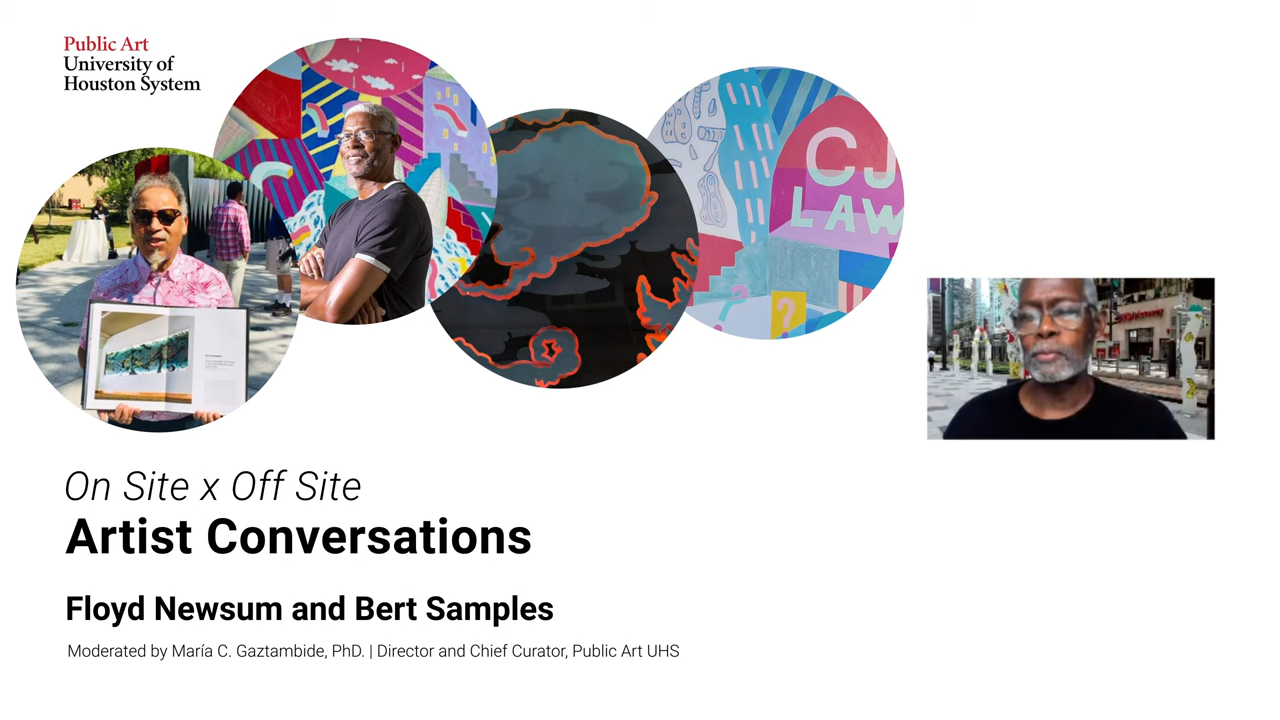 Public Art
University of
Houston System
CJ
LAW
?
?
On Site x Off Site
Artist Conversations
Floyd Newsum and Bert Samples
Moderated by María C. Gaztambide, PhD. | Director and Chief Curator, Public Art UHS